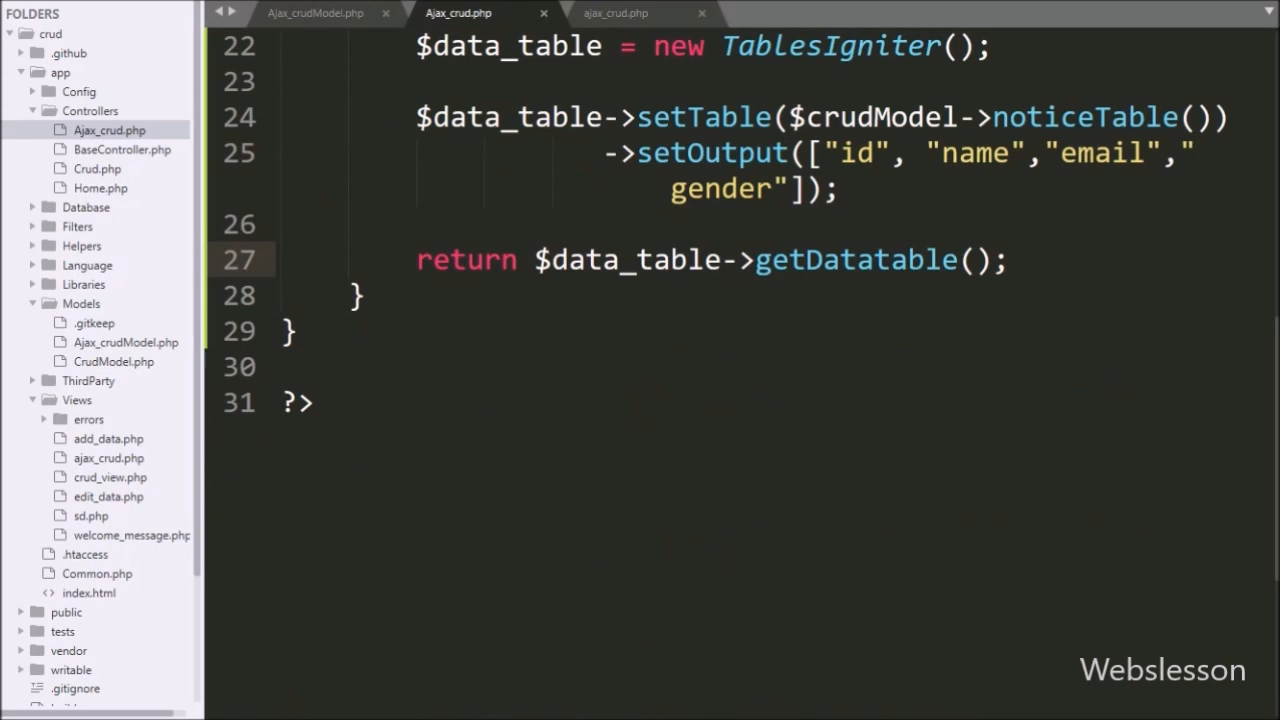 FOLDERS
crud
.github
app
Config
Controllers
Ajax_crud.php
BaseController.php
Crud.php
Home.php
Database
Filters
Helpers
Language
Libraries
Models
.gitkeep
Ajax_crudModel.php
CrudModel.php
ThirdParty
Views
errors
add_data.php
ajax_crud.php
crud_view.php
edit_data.php
sd.php
welcome_message.php
.htaccess
Common.php
index.html
public
tests
vendor
writable
.gitignore
Ajax_crudModel.php × Ajax_crud.php × ajax_crud.php ×
22 $data_table = new TablesIgniter();
23
24 $data_table->setTable($crudModel->noticeTable())
25 ->setOutput(["id", "name","email","
gender"]);
26
27 return $data_table->getDatatable();
28 }
29 }
30
31 ?>
Webslesson